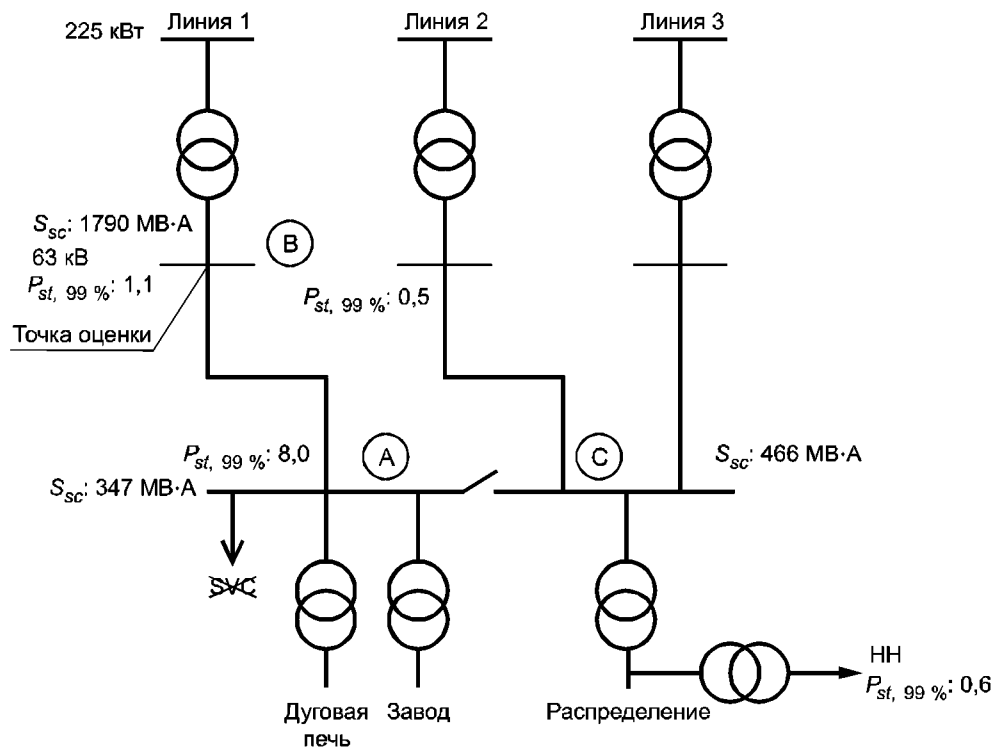 225 кВт
Линия 1
Линия 2
Линия 3
S_sc: 1790 МВ·А
63 кВ
P_st, 99 %: 1,1
Точка оценки
B
P_st, 99 %: 0,5
P_st, 99 %: 8,0
A
C
S_sc: 466 МВ·А
S_sc: 347 МВ·А
SVC
НН
P_st, 99 %: 0,6
Дуговая
печь
Завод
Распределение